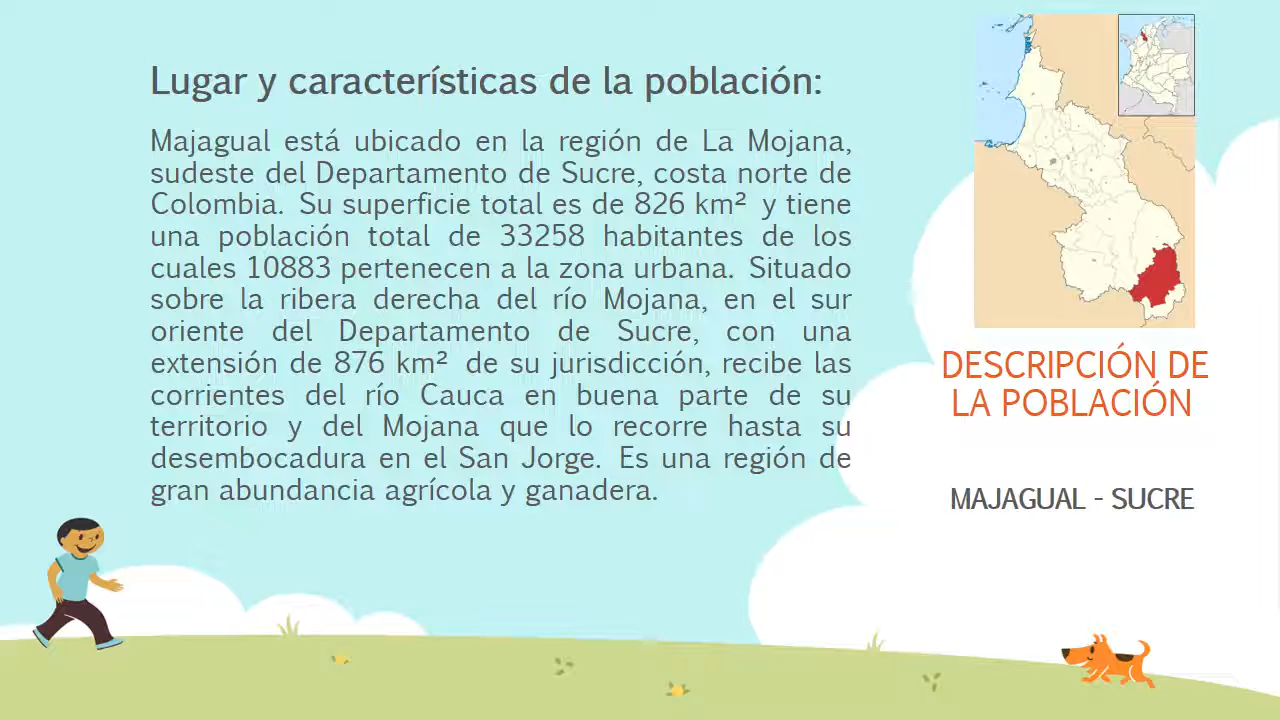 Lugar y características de la población:
Majagual está ubicado en la región de La Mojana,
sudeste del Departamento de Sucre, costa norte de
Colombia. Su superficie total es de 826 km² y tiene
una población total de 33258 habitantes de los
cuales 10883 pertenecen a la zona urbana. Situado
sobre la ribera derecha del río Mojana, en el sur
oriente del Departamento de Sucre, con una
extensión de 876 km² de su jurisdicción, recibe las
corrientes del río Cauca en buena parte de su
territorio y del Mojana que lo recorre hasta su
desembocadura en el San Jorge. Es una región de
gran abundancia agrícola y ganadera.
DESCRIPCIÓN DE
LA POBLACIÓN
MAJAGUAL - SUCRE